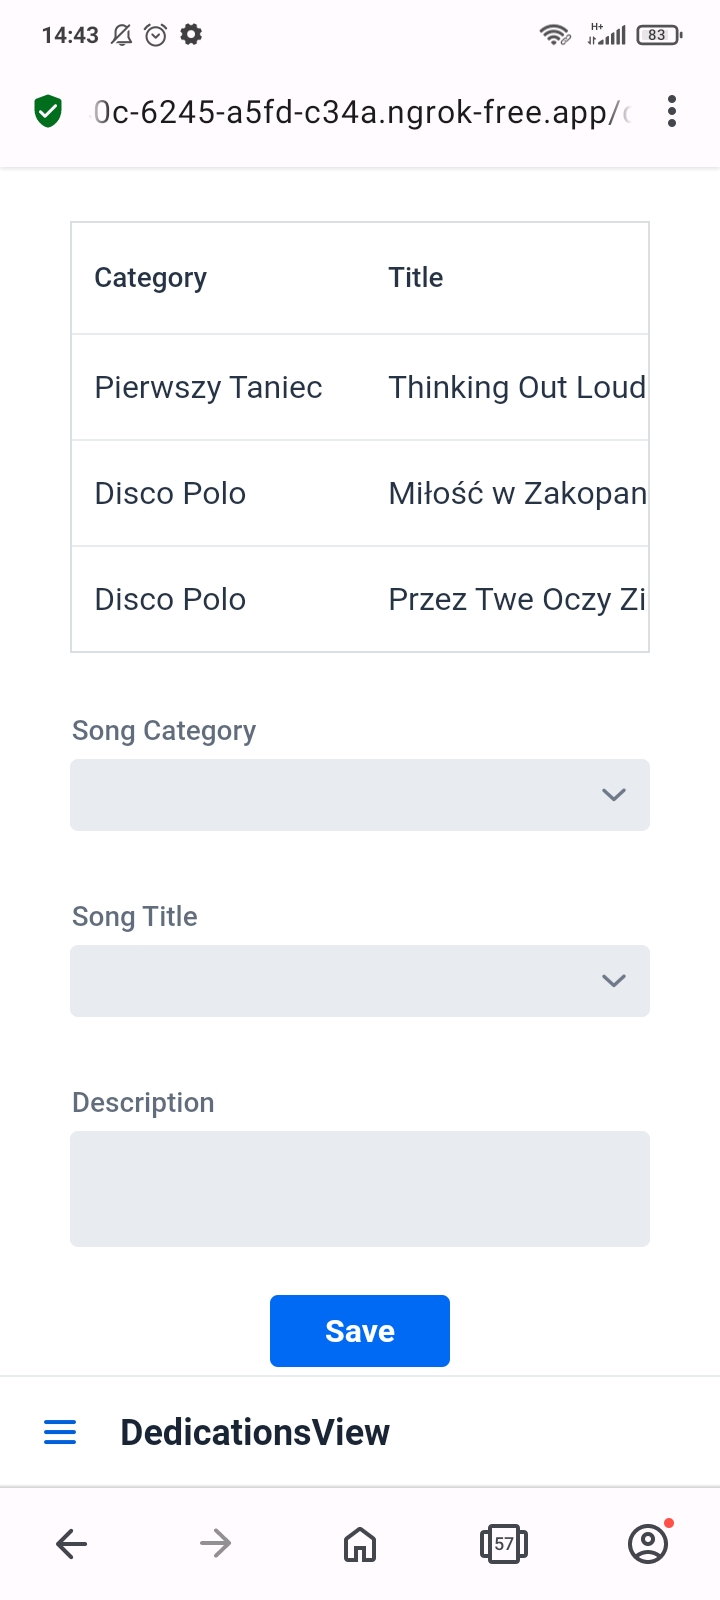 14:43 H+ 83
0c-6245-a5fd-c34a.ngrok-free.app/
Category Title
Pierwszy Taniec Thinking Out Loud
Disco Polo Miłość w Zakopan
Disco Polo Przez Twe Oczy Zi
Song Category
Song Title
Description
Save
DedicationsView
57